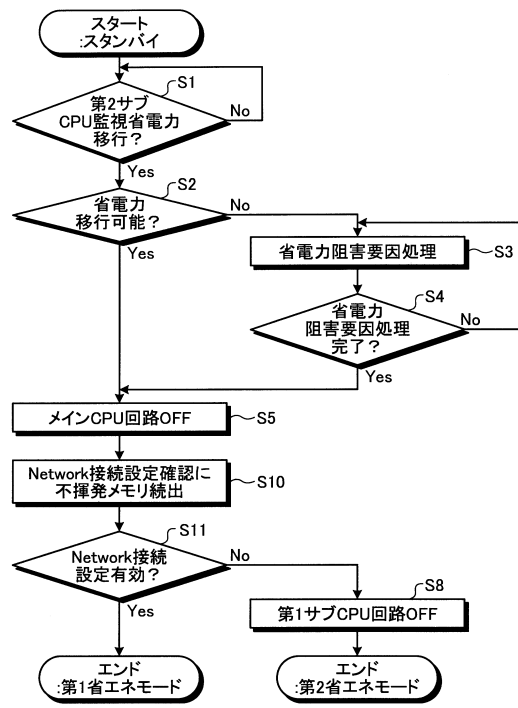 スタート
:スタンバイ
S1
第2サブ
CPU監視省電力
移行？
No
Yes
S2
省電力
移行可能？
No
Yes
省電力阻害要因処理
S3
S4
省電力
阻害要因処理
完了？
No
Yes
メインCPU回路OFF
S5
Network接続設定確認に
不揮発メモリ続出
S10
S11
Network接続
設定有効？
No
Yes
S8
第1サブCPU回路OFF
エンド
:第1省エネモード
エンド
:第2省エネモード